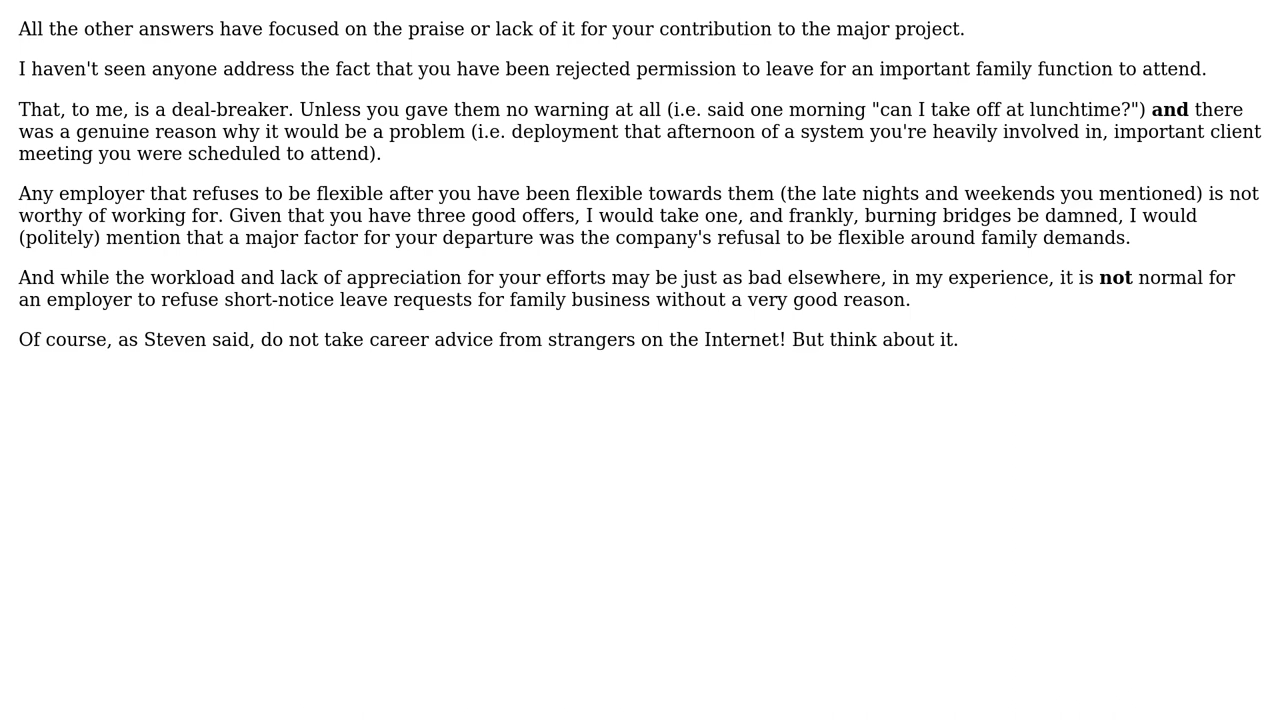 All the other answers have focused on the praise or lack of it for your contribution to the major project.
I haven't seen anyone address the fact that you have been rejected permission to leave for an important family function to attend.
That, to me, is a deal-breaker. Unless you gave them no warning at all (i.e. said one morning "can I take off at lunchtime?") and there
was a genuine reason why it would be a problem (i.e. deployment that afternoon of a system you're heavily involved in, important client
meeting you were scheduled to attend).
Any employer that refuses to be flexible after you have been flexible towards them (the late nights and weekends you mentioned) is not
worthy of working for. Given that you have three good offers, I would take one, and frankly, burning bridges be damned, I would
(politely) mention that a major factor for your departure was the company's refusal to be flexible around family demands.
And while the workload and lack of appreciation for your efforts may be just as bad elsewhere, in my experience, it is not normal for
an employer to refuse short-notice leave requests for family business without a very good reason.
Of course, as Steven said, do not take career advice from strangers on the Internet! But think about it.